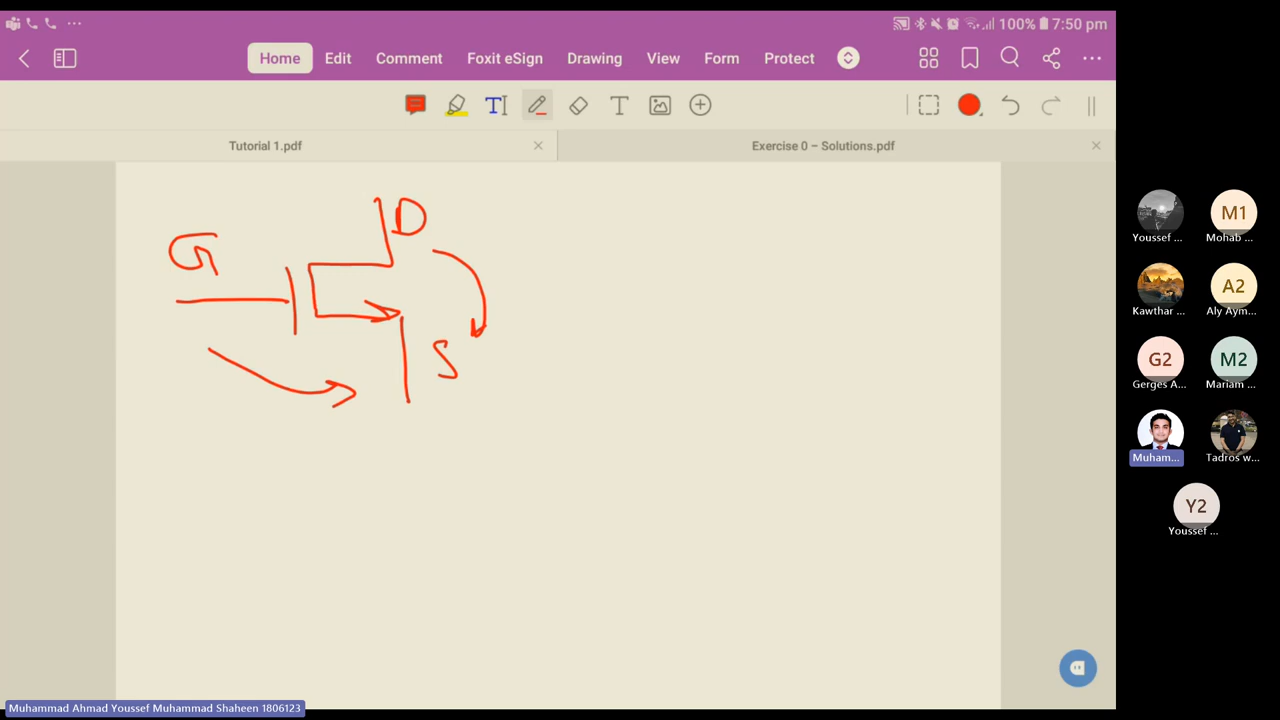 100% 7:50 pm
Home Edit Comment Foxit eSign Drawing View Form Protect
T T
Tutorial 1.pdf Exercise 0 – Solutions.pdf
D
G
S
Youssef ... M1 Mohab ...
Kawthar ... A2 Aly Aym...
G2 Gerges A... M2 Mariam ...
Muham... Tadros w...
Y2 Youssef ...
Muhammad Ahmad Youssef Muhammad Shaheen 1806123